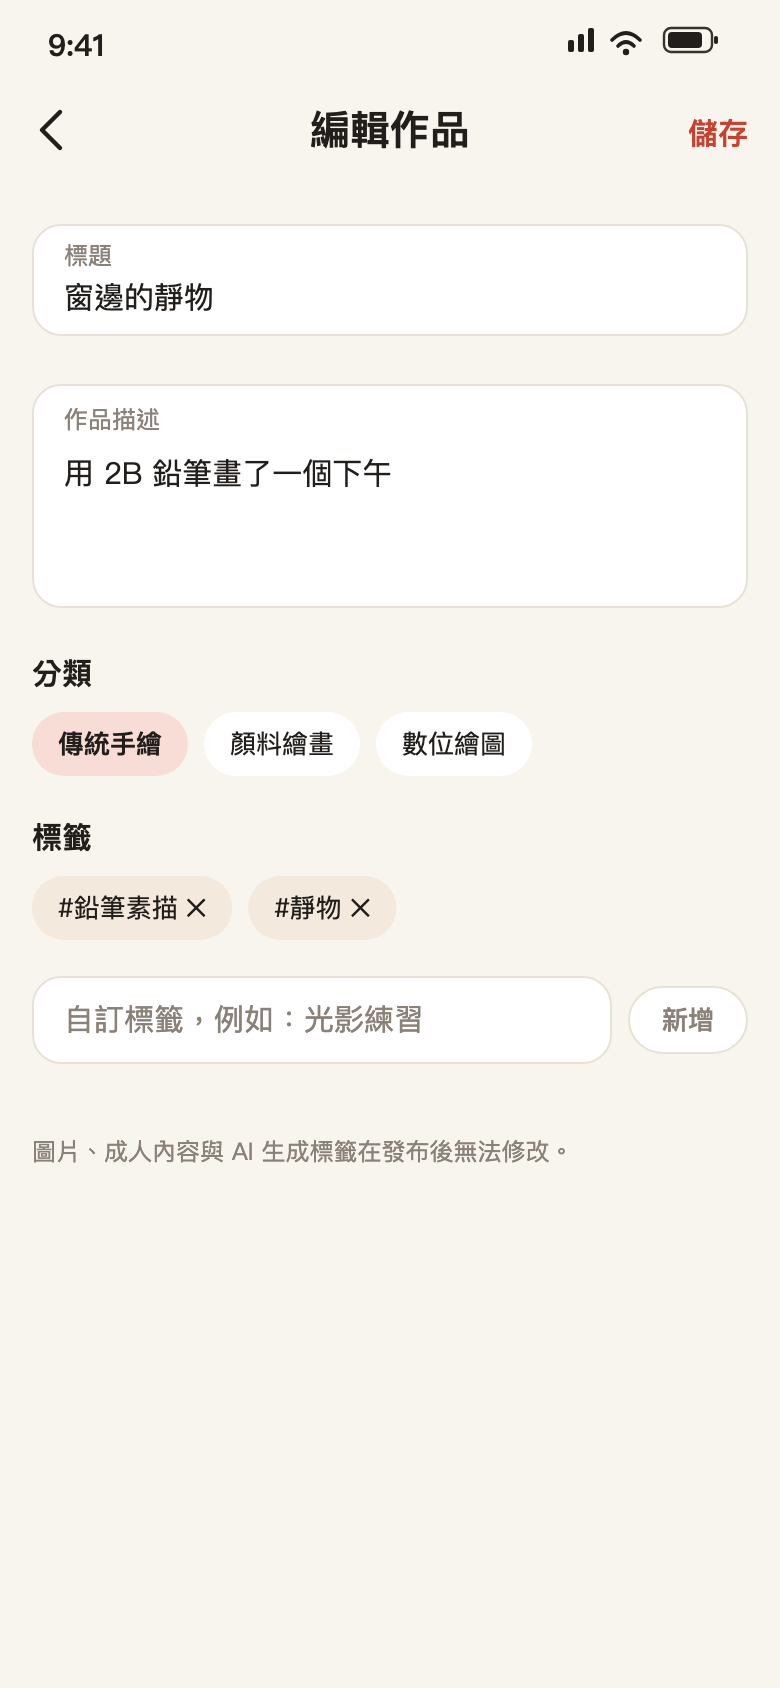 9:41
編輯作品
儲存
標題
窗邊的靜物
作品描述
用 2B 鉛筆畫了一個下午
分類
傳統手繪 顏料繪畫 數位繪圖
標籤
#鉛筆素描 × #靜物 ×
自訂標籤，例如：光影練習 新增
圖片、成人內容與 AI 生成標籤在發布後無法修改。